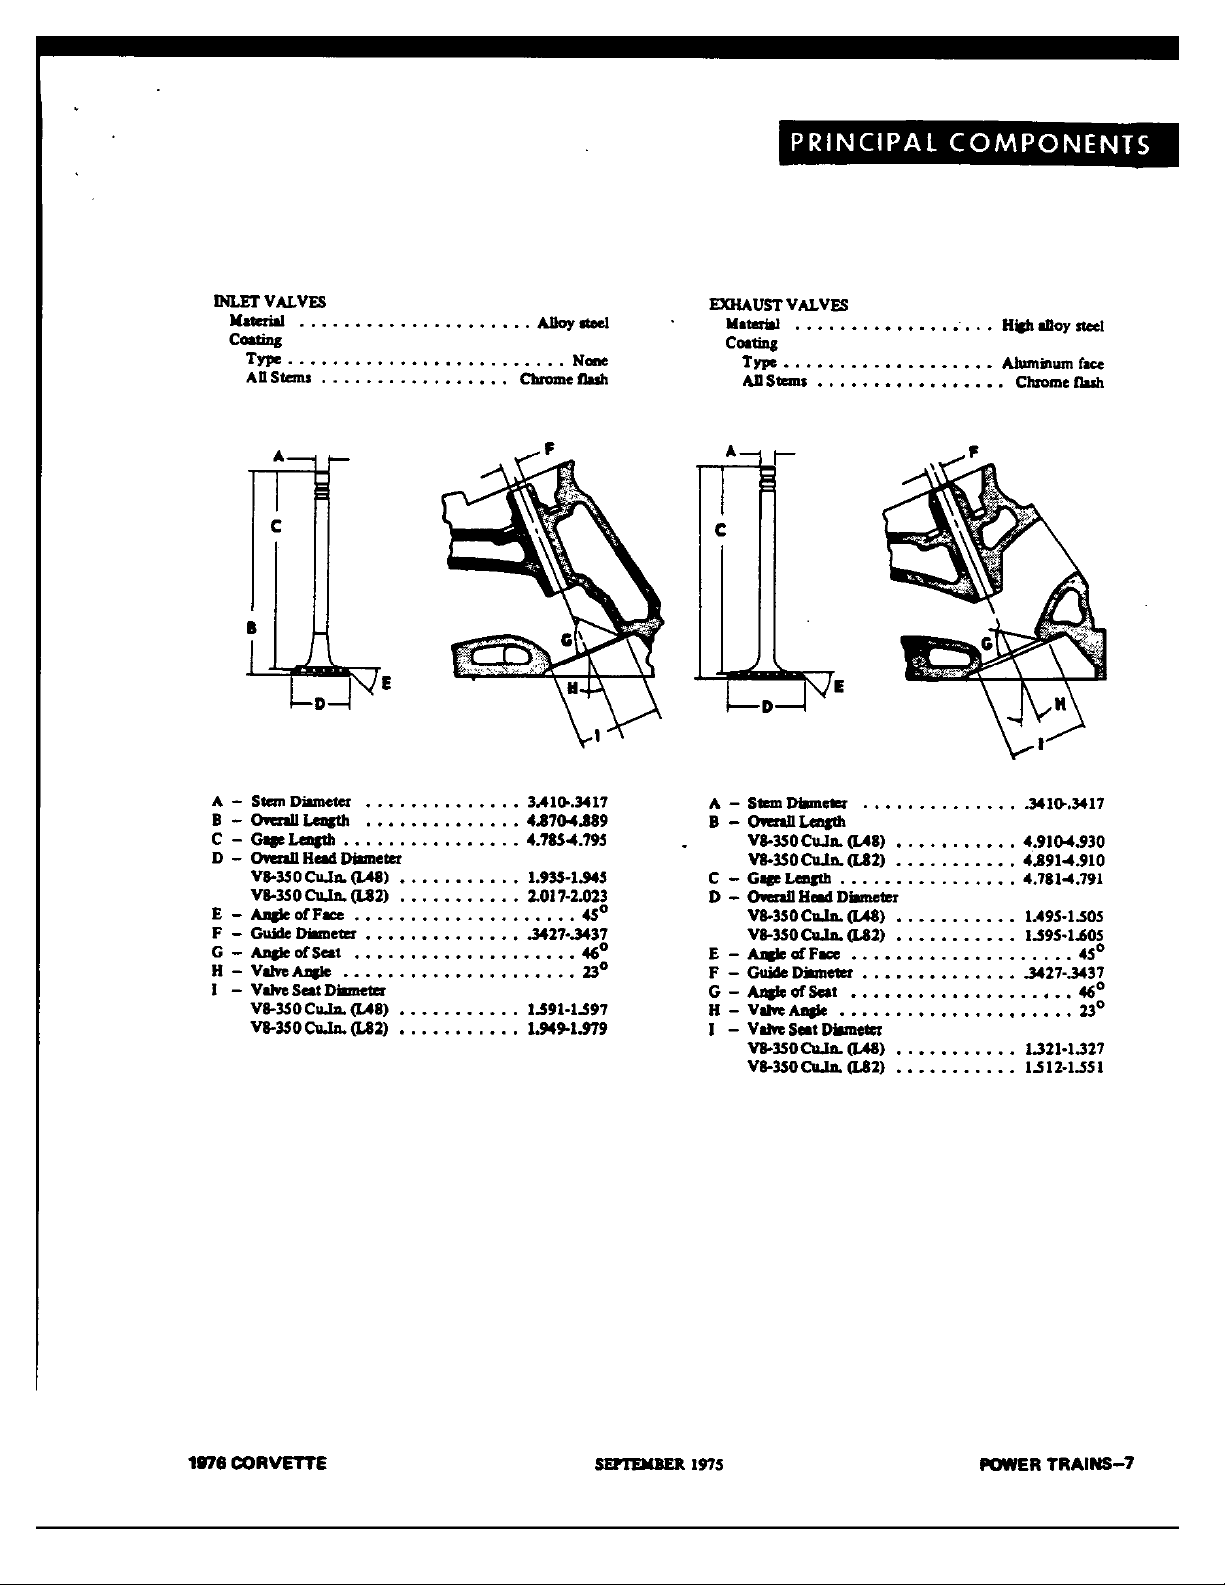 PRINCIPAL COMPONENTS
INLET VALVES
Material . . . . . . . . . . . . . . . . . . . . . Alloy steel
Coating
Type . . . . . . . . . . . . . . . . . . . . . . . . . None
All Stems . . . . . . . . . . . . . . . . . Chrome flash
EXHAUST VALVES
Material . . . . . . . . . . . . . . . . . . High alloy steel
Coating
Type . . . . . . . . . . . . . . . . . . . Aluminum face
All Stems . . . . . . . . . . . . . . . . . Chrome flash
A
C
B
D
E
F
G
H
I
A
C
D
E
F
G
H
I
A – Stem Diameter . . . . . . . . . . . . . . 3.410-.3417
B – Overall Length . . . . . . . . . . . . . . 4.870-4.889
C – Gage Length . . . . . . . . . . . . . . . . 4.785-4.795
D – Overall Head Diameter
V8-350 Cu.In. (L48) . . . . . . . . . . . 1.935-1.945
V8-350 Cu.In. (L82) . . . . . . . . . . . 2.017-2.023
E – Angle of Face . . . . . . . . . . . . . . . . . . . . 45°
F – Guide Diameter . . . . . . . . . . . . . . .3427-.3437
G – Angle of Seat . . . . . . . . . . . . . . . . . . . . 46°
H – Valve Angle . . . . . . . . . . . . . . . . . . . . . 23°
I – Valve Seat Diameter
V8-350 Cu.In. (L48) . . . . . . . . . . . 1.591-1.597
V8-350 Cu.In. (L82) . . . . . . . . . . . 1.949-1.979
A – Stem Diameter . . . . . . . . . . . . . . .3410-.3417
B – Overall Length
V8-350 Cu.In. (L48) . . . . . . . . . . . 4.910-4.930
V8-350 Cu.In. (L82) . . . . . . . . . . . 4.891-4.910
C – Gage Length . . . . . . . . . . . . . . . . 4.781-4.791
D – Overall Head Diameter
V8-350 Cu.In. (L48) . . . . . . . . . . . 1.495-1.505
V8-350 Cu.In. (L82) . . . . . . . . . . . 1.595-1.605
E – Angle of Face . . . . . . . . . . . . . . . . . . . . 45°
F – Guide Diameter . . . . . . . . . . . . . . .3427-.3437
G – Angle of Seat . . . . . . . . . . . . . . . . . . . . 46°
H – Valve Angle . . . . . . . . . . . . . . . . . . . . . 23°
I – Valve Seat Diameter
V8-350 Cu.In. (L48) . . . . . . . . . . . 1.321-1.327
V8-350 Cu.In. (L82) . . . . . . . . . . . 1.512-1.551
1976 CORVETTE SEPTEMBER 1975 POWER TRAINS–7